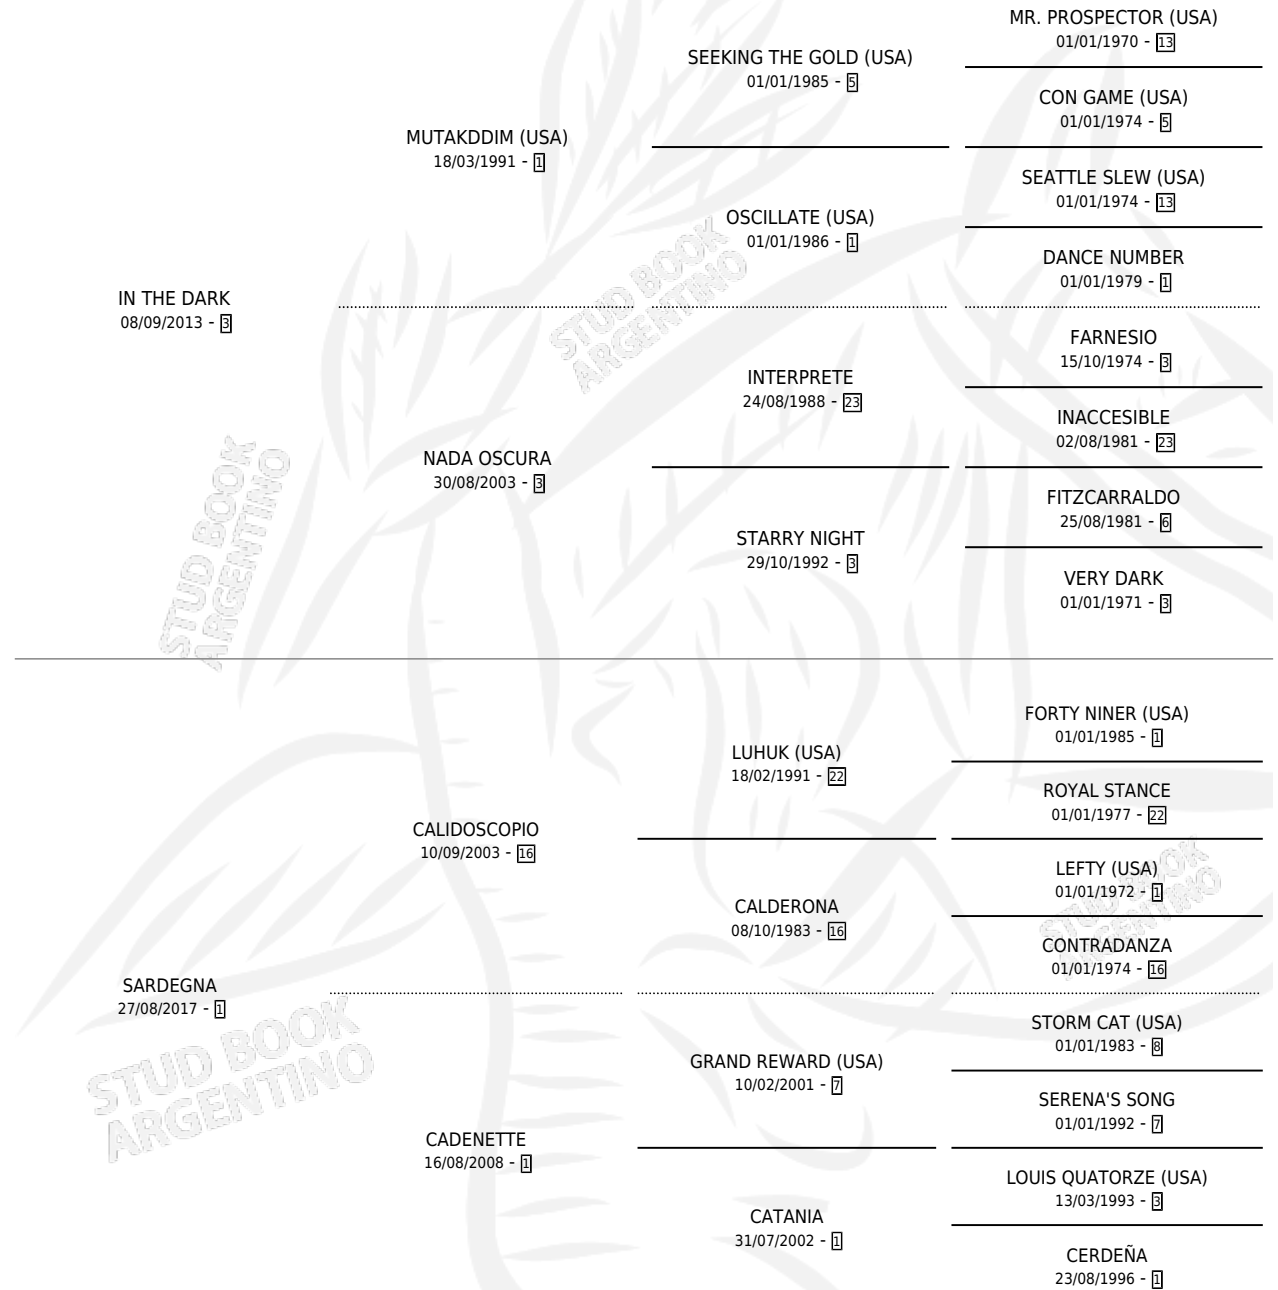 MR. PROSPECTOR (USA)
01/01/1970 - 13
SEEKING THE GOLD (USA)
01/01/1985 - 5
CON GAME (USA)
01/01/1974 - 5
MUTAKDDIM (USA)
18/03/1991 - 1
SEATTLE SLEW (USA)
01/01/1974 - 13
OSCILLATE (USA)
01/01/1986 - 1
DANCE NUMBER
01/01/1979 - 1
IN THE DARK
08/09/2013 - 3
FARNESIO
15/10/1974 - 3
INTERPRETE
24/08/1988 - 23
INACCESIBLE
02/08/1981 - 23
NADA OSCURA
30/08/2003 - 3
FITZCARRALDO
25/08/1981 - 6
STARRY NIGHT
29/10/1992 - 3
VERY DARK
01/01/1971 - 3
FORTY NINER (USA)
01/01/1985 - 1
LUHUK (USA)
18/02/1991 - 22
ROYAL STANCE
01/01/1977 - 22
CALIDOSCOPIO
10/09/2003 - 16
LEFTY (USA)
01/01/1972 - 1
CALDERONA
08/10/1983 - 16
CONTRADANZA
01/01/1974 - 16
SARDEGNA
27/08/2017 - 1
STORM CAT (USA)
01/01/1983 - 8
GRAND REWARD (USA)
10/02/2001 - 7
SERENA'S SONG
01/01/1992 - 7
CADENETTE
16/08/2008 - 1
LOUIS QUATORZE (USA)
13/03/1993 - 3
CATANIA
31/07/2002 - 1
CERDEÑA
23/08/1996 - 1
STUD BOOK
ARGENTINO
STUD BOOK
ARGENTINO
STUD BOOK
ARGENTINO
STUD BOOK
ARGENTINO